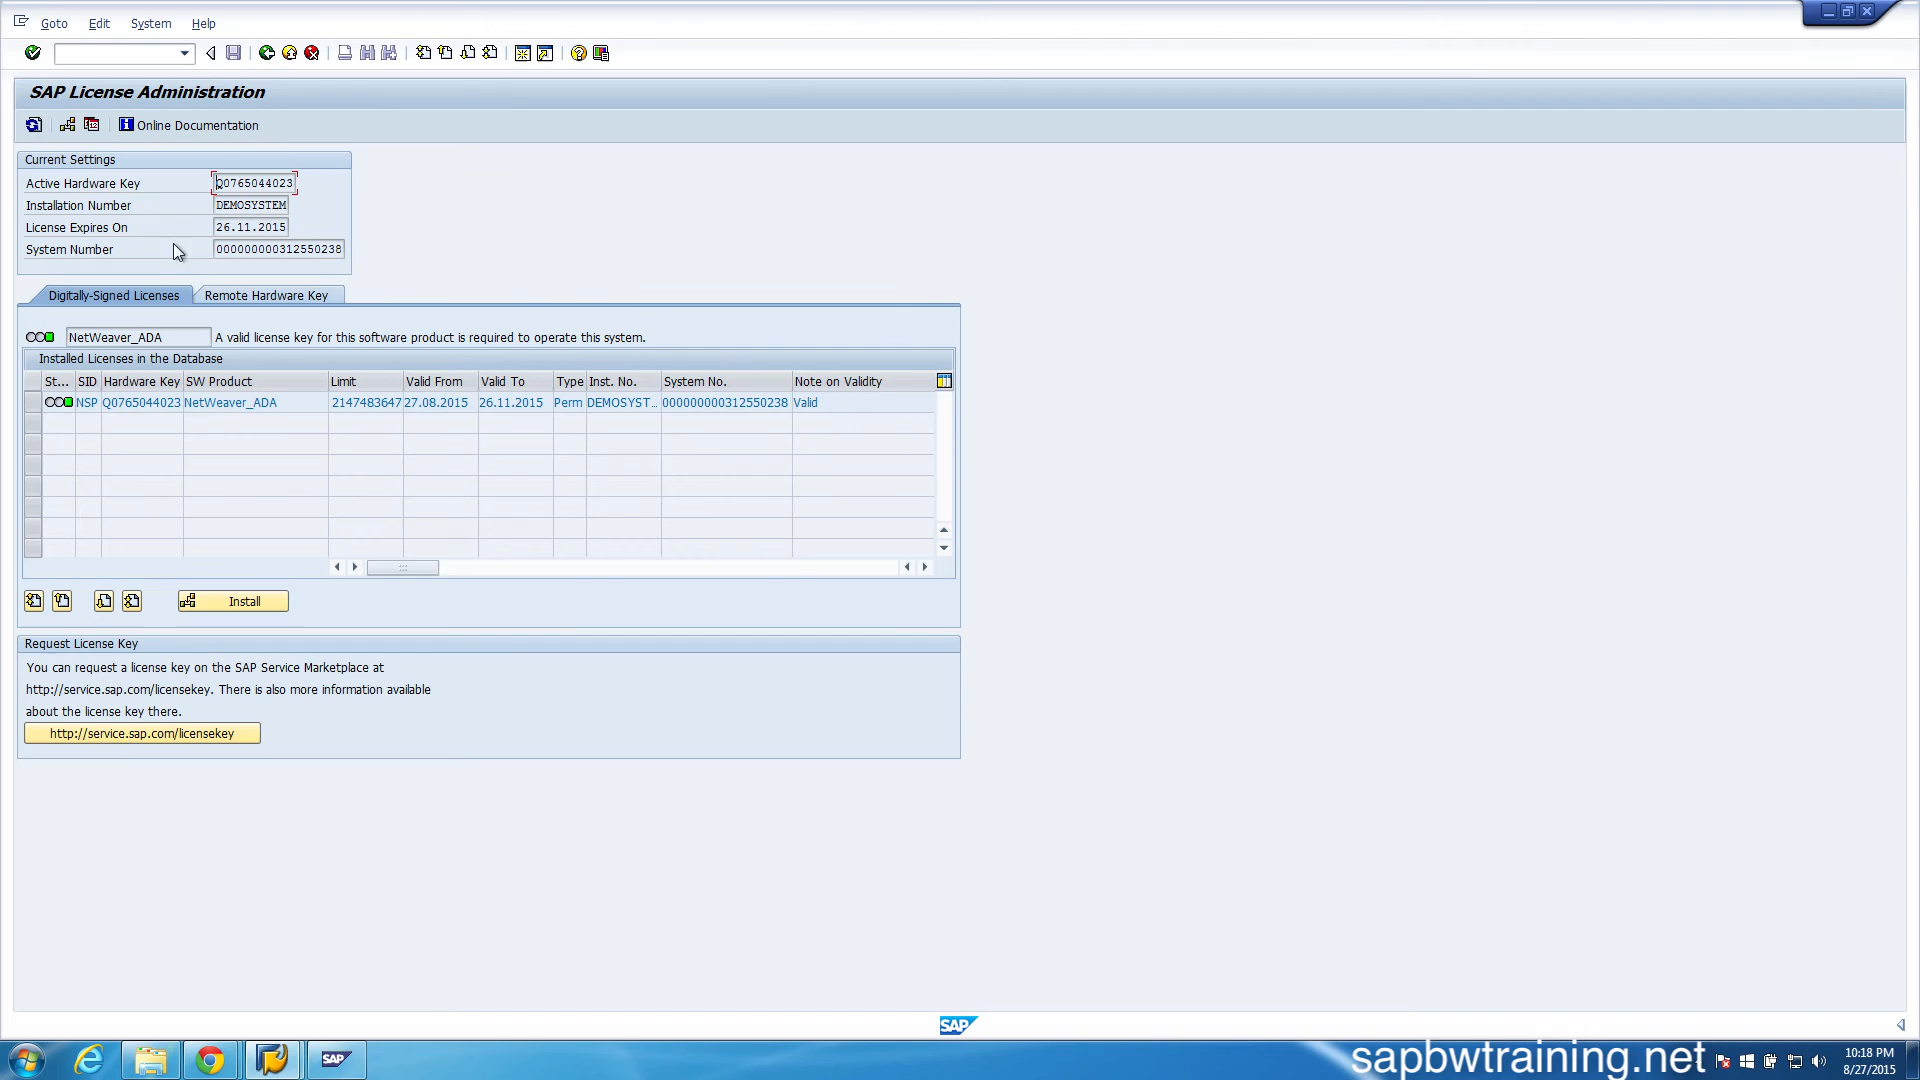 Goto Edit System Help
SAP License Administration
Online Documentation
Current Settings
Active Hardware Key Q0765044023
Installation Number DEMOSYSTEM
License Expires On 26.11.2015
System Number 000000000312550238
Digitally-Signed Licenses Remote Hardware Key
NetWeaver_ADA A valid license key for this software product is required to operate this system.
Installed Licenses in the Database
St... SID Hardware Key SW Product Limit Valid From Valid To Type Inst. No. System No. Note on Validity
NSP Q0765044023 NetWeaver_ADA 2147483647 27.08.2015 26.11.2015 Perm DEMOSYST... 000000000312550238 Valid
Install
Request License Key
You can request a license key on the SAP Service Marketplace at
http://service.sap.com/licensekey. There is also more information available
about the license key there.
http://service.sap.com/licensekey
SAP
SAP
sapbwtraining.net
10:18 PM
8/27/2015